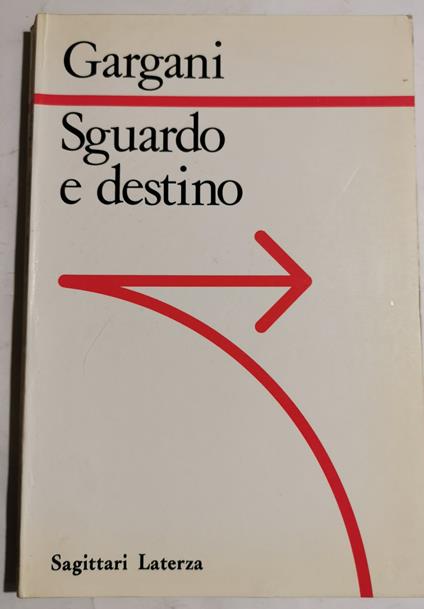 Gargani
Sguardo
e destino
Sagittari Laterza